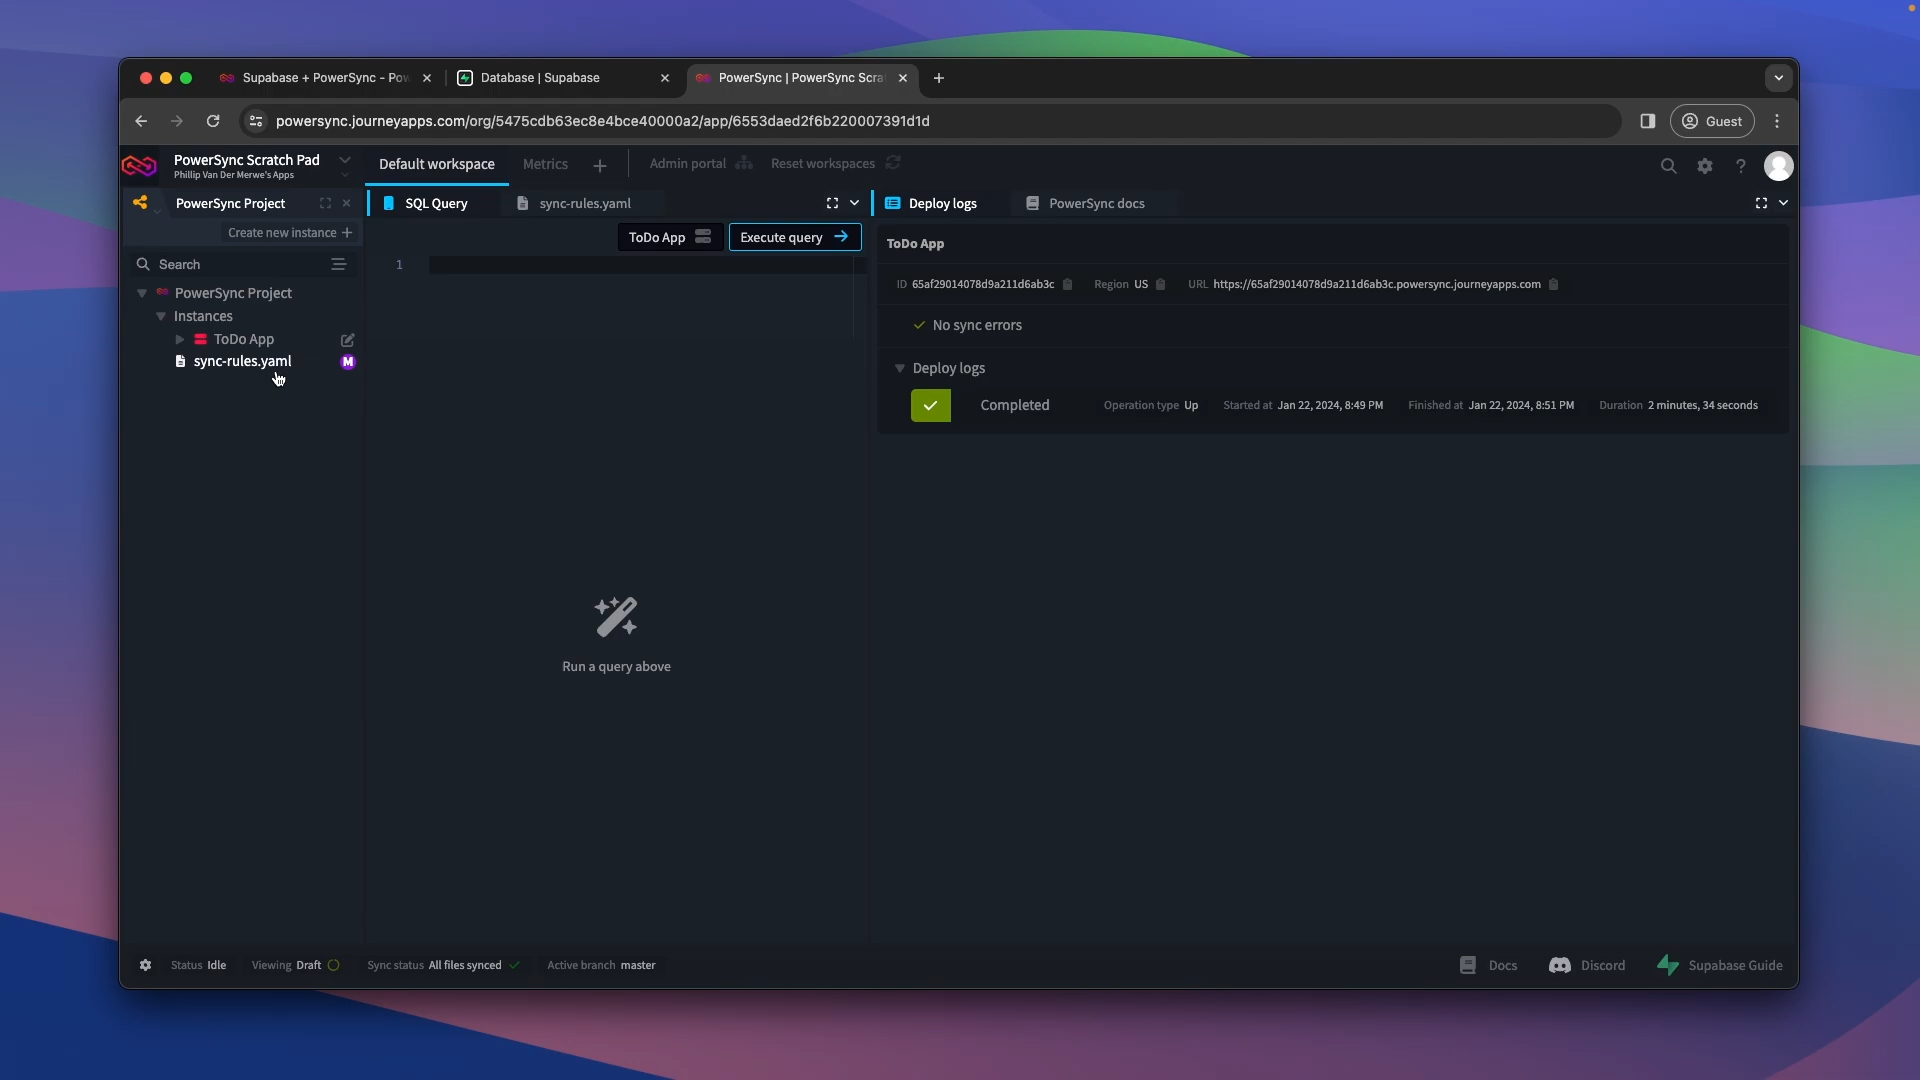 Supabase + PowerSync - Pow
Database | Supabase
PowerSync | PowerSync Scra
powersync.journeyapps.com/org/5475cdb63ec8e4bce40000a2/app/6553daed2f6b220007391d1d
Guest
PowerSync Scratch Pad
Phillip Van Der Merwe's Apps
Default workspace
Metrics
Admin portal
Reset workspaces
PowerSync Project
Create new instance
Search
PowerSync Project
Instances
ToDo App
sync-rules.yaml
M
SQL Query
sync-rules.yaml
ToDo App
Execute query
1
Run a query above
Deploy logs
PowerSync docs
ToDo App
ID 65af29014078d9a211d6ab3c
Region US
URL https://65af29014078d9a211d6ab3c.powersync.journeyapps.com
No sync errors
Deploy logs
Completed
Operation type Up
Started at Jan 22, 2024, 8:49 PM
Finished at Jan 22, 2024, 8:51 PM
Duration 2 minutes, 34 seconds
Status Idle
Viewing Draft
Sync status All files synced
Active branch master
Docs
Discord
Supabase Guide